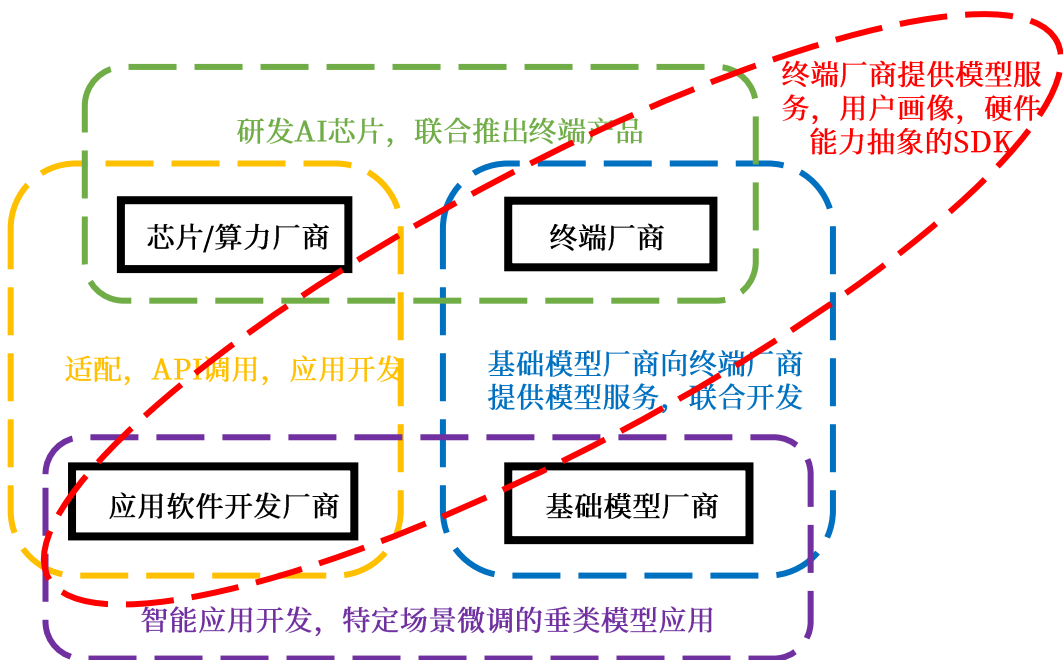 终端厂商提供模型服
务，用户画像，硬件
能力抽象的SDK
研发AI芯片，联合推出终端产品
芯片/算力厂商
终端厂商
适配，API调用，应用开发
基础模型厂商向终端厂商
提供模型服务，联合开发
应用软件开发厂商
基础模型厂商
智能应用开发，特定场景微调的垂类模型应用